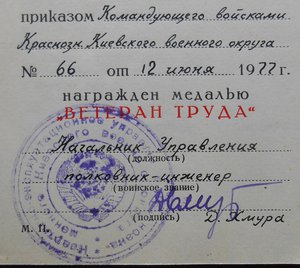 приказом Командующего войсками
Краснозн. Киевского военного округа
№ 66 от 12 июня 1977 г.
награжден медалью
"ВЕТЕРАН ТРУДА"
Начальник Управления
(должность)
полковник-инженер
(воинское звание)
(подпись) Д. Хмура
М. П.